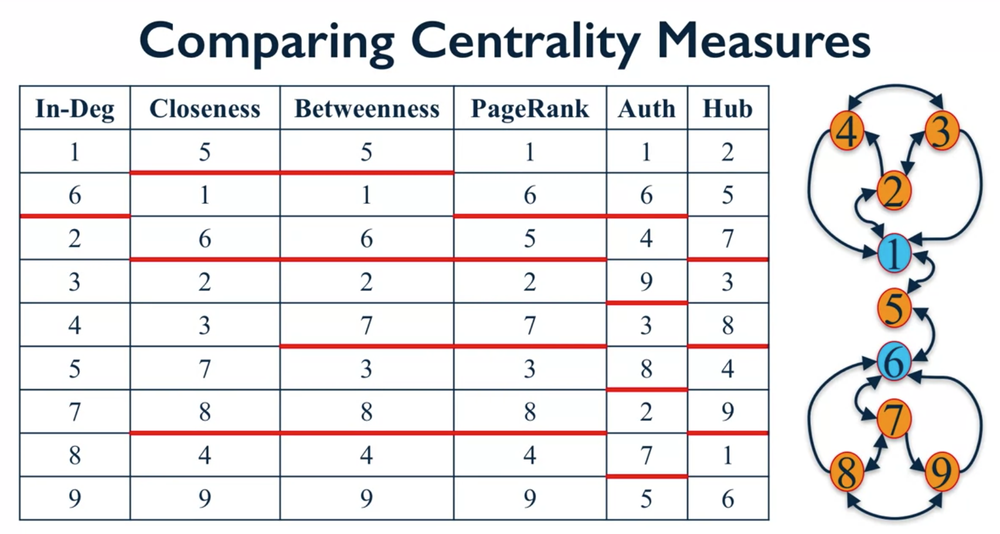 Comparing Centrality Measures
In-Deg Closeness Betweenness PageRank Auth Hub
1 5 5 1 1 2
6 1 1 6 6 5
2 6 6 5 4 7
3 2 2 2 9 3
4 3 7 7 3 8
5 7 3 3 8 4
7 8 8 8 2 9
8 4 4 4 7 1
9 9 9 9 5 6
4 3
2
1
5
6
7
8 9